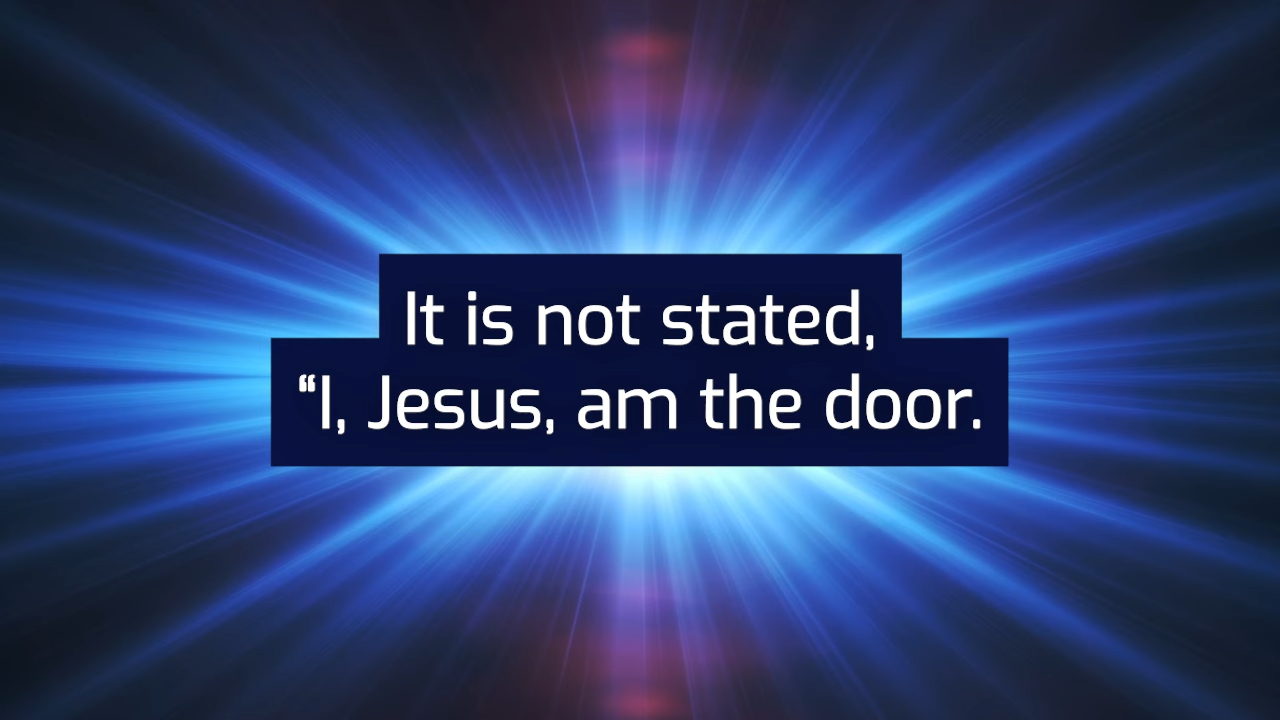 It is not stated,
“I, Jesus, am the door.